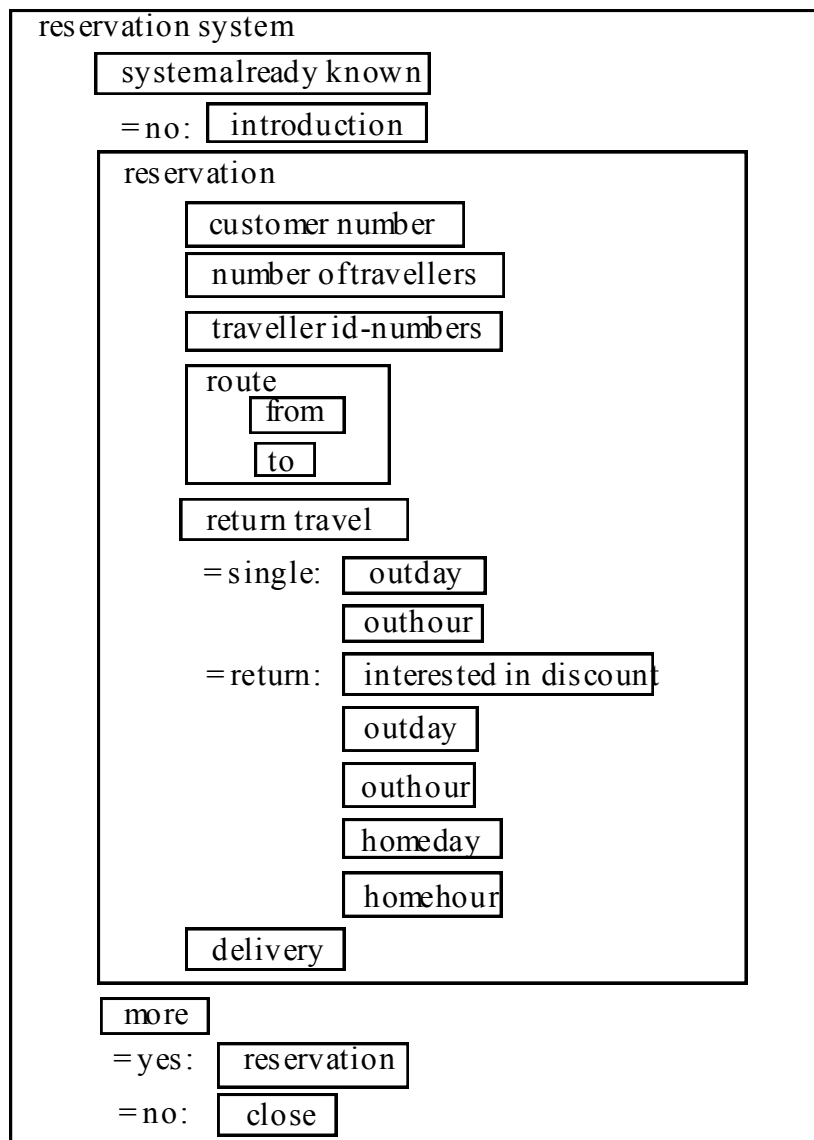 reservation system
systemalready known
=no: introduction
reservation
customer number
number oftravellers
traveller id-numbers
route
from
to
return travel
=single: outday
outhour
=return: interested in discount
outday
outhour
homeday
homehour
delivery
more
=yes: reservation
=no: close